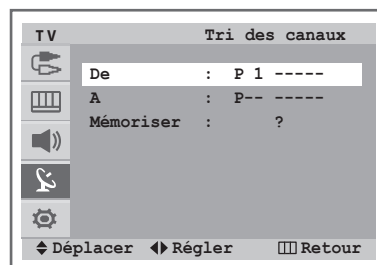 TV Tri des canaux
De : P 1 -----
A : P-- -----
Mémoriser : ?
Déplacer Régler Retour